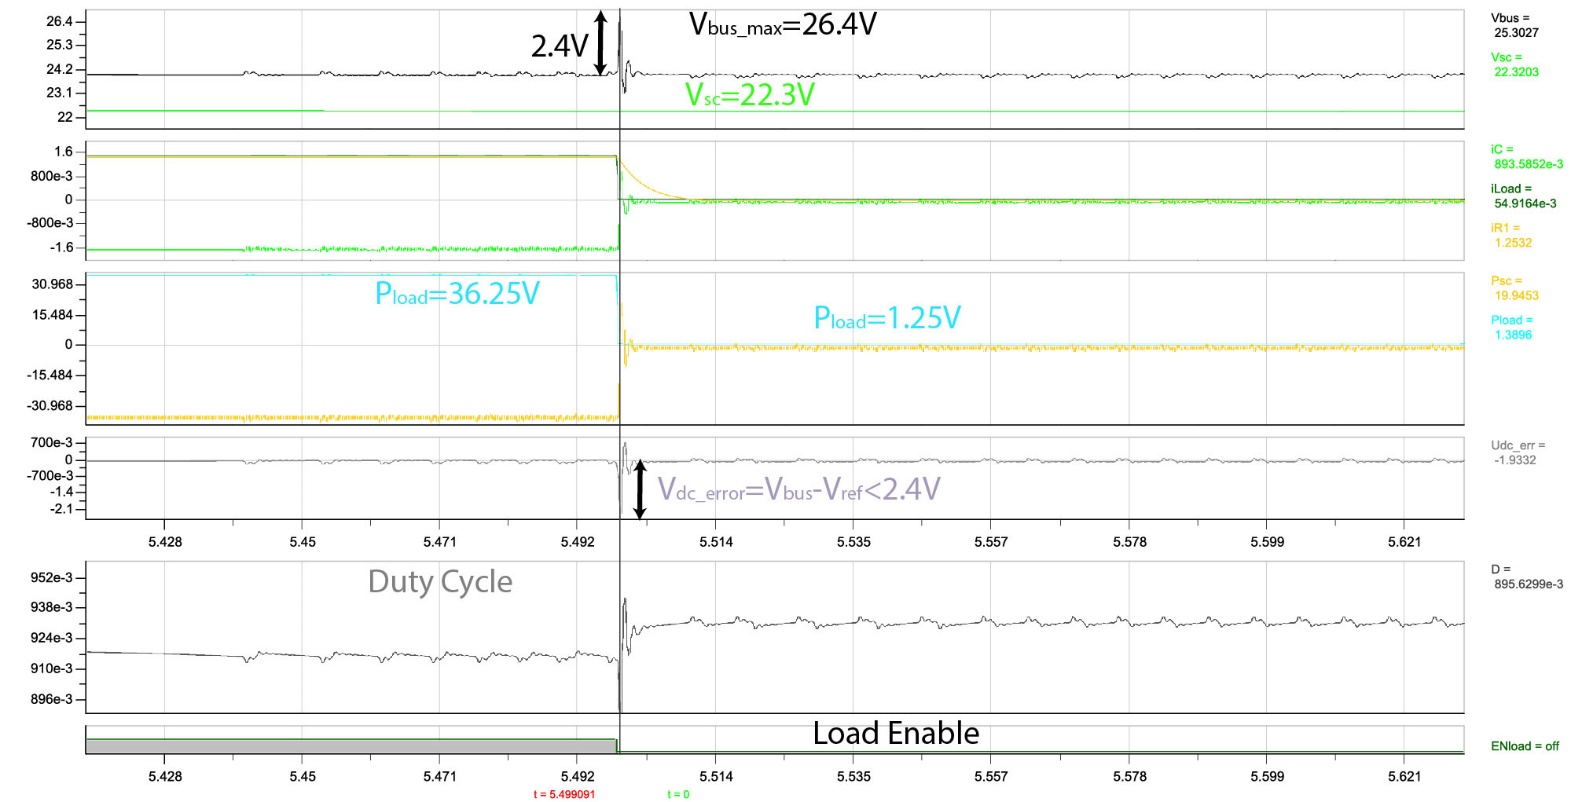 26.4
25.3
24.2
23.1
22
2.4V
Vbus_max=26.4V
Vsc=22.3V
Vbus =
25.3027
Vsc =
22.3203
1.6
800e-3
0
-800e-3
-1.6
iC =
893.5852e-3
iLoad =
54.9164e-3
iR1 =
1.2532
30.968
15.484
0
-15.484
-30.968
Pload=36.25V
Pload=1.25V
Psc =
19.9453
Pload =
1.3896
700e-3
0
-700e-3
-1.4
-2.1
Vdc_error=Vbus-Vref<2.4V
Udc_err =
-1.9332
5.428 5.45 5.471 5.492 5.514 5.535 5.557 5.578 5.599 5.621
952e-3
938e-3
924e-3
910e-3
896e-3
Duty Cycle
D =
895.6299e-3
Load Enable
ENload = off
5.428 5.45 5.471 5.492 5.514 5.535 5.557 5.578 5.599 5.621
t = 5.499091 t = 0